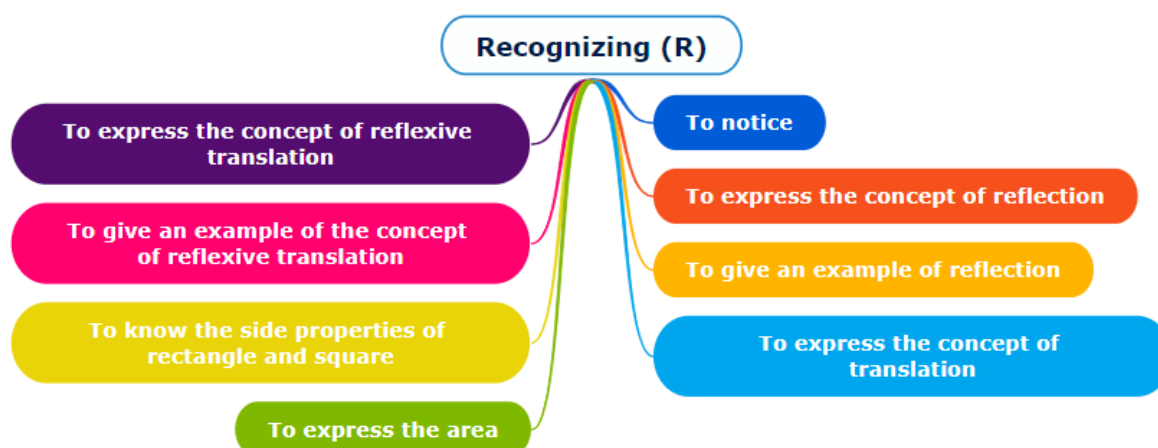 Recognizing (R)
To notice
To express the concept of reflection
To give an example of reflection
To express the concept of
translation
To express the concept of reflexive
translation
To give an example of the concept
of reflexive translation
To know the side properties of
rectangle and square
To express the area